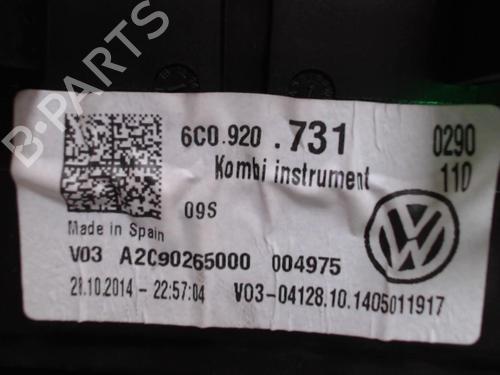 6C0.920 .731 0290
Kombi instrument 110
09S
Made in Spain
V03 A2C90265000 004975
28.10.2014 - 22:57:04 V03-04128.10.1405011917
B-PARTS